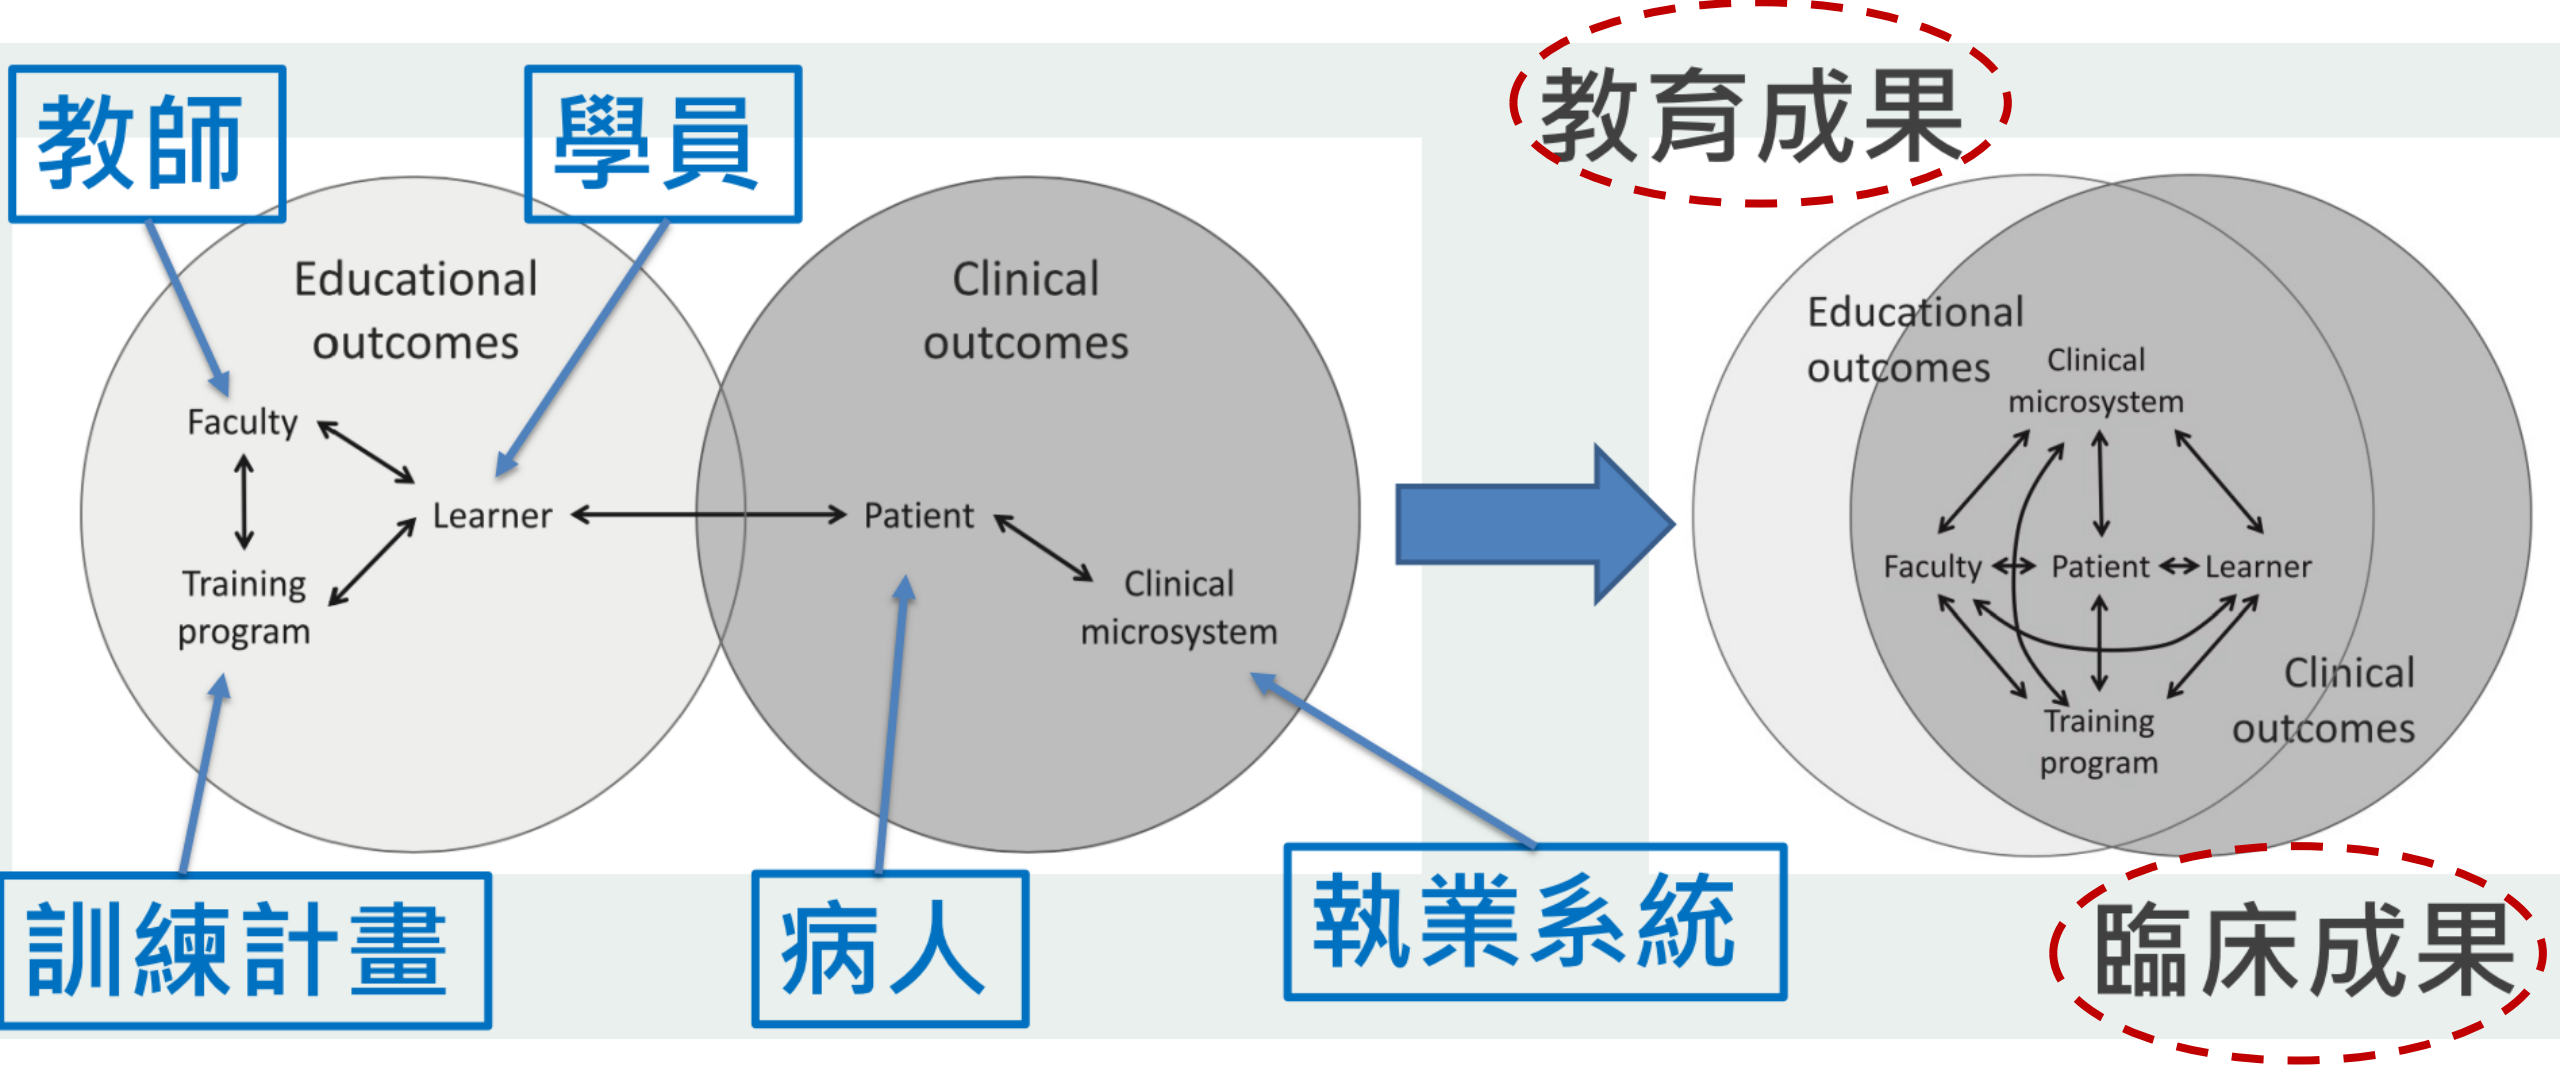 教師
學員
教育成果
Educational
outcomes
Faculty
Learner
Training
program
Clinical
outcomes
Patient
Clinical
microsystem
Educational
outcomes
Clinical
microsystem
Faculty
Patient
Learner
Training
program
Clinical
outcomes
訓練計畫
病人
執業系統
臨床成果